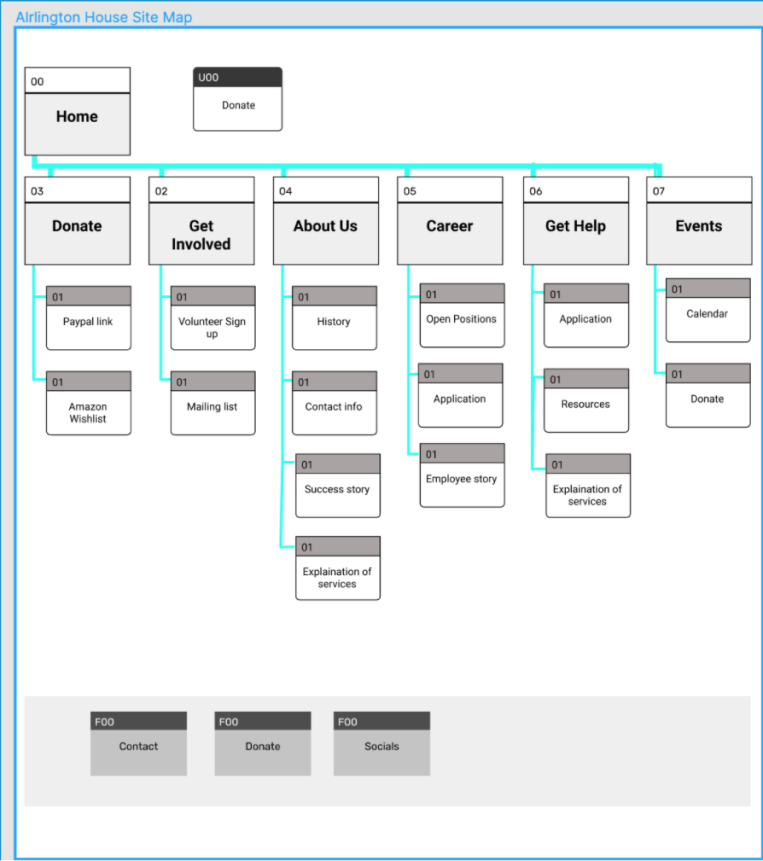 AIrlington House Site Map
00
Home
U00
Donate
03
Donate
02
Get
Involved
04
About Us
05
Career
06
Get Help
07
Events
01
Paypal link
01
Amazon
Wishlist
01
Volunteer Sign
up
01
Mailing list
01
History
01
Contact info
01
Success story
01
Explaination of
services
01
Open Positions
01
Application
01
Employee story
01
Application
01
Resources
01
Explaination of
services
01
Calendar
01
Donate
F00
Contact
F00
Donate
F00
Socials